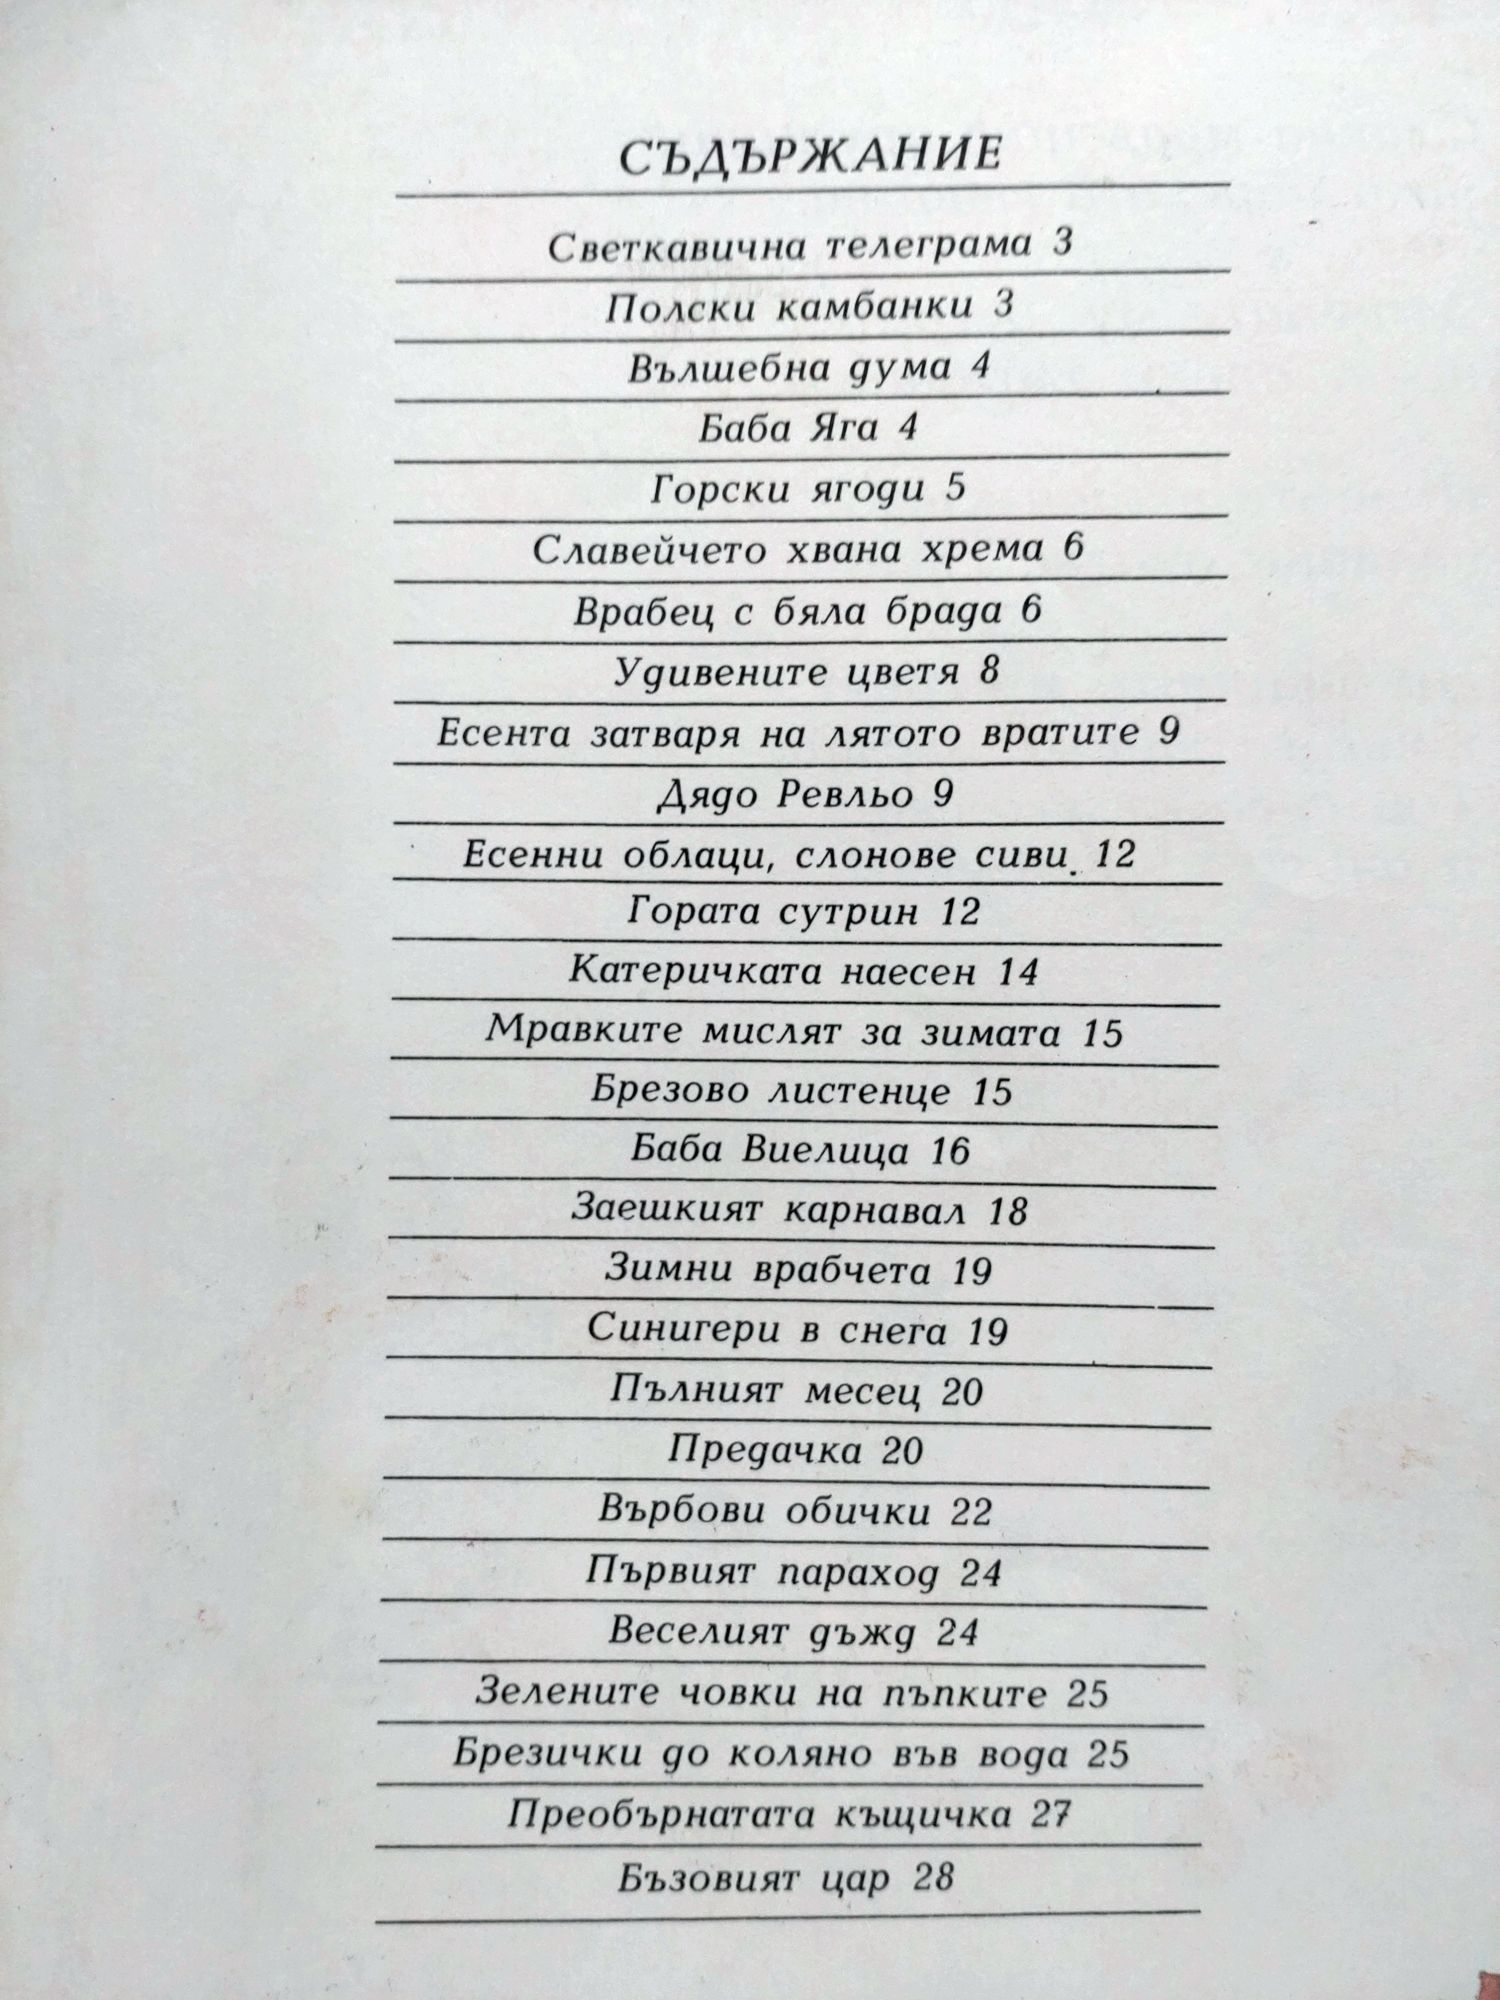 СЪДЪРЖАНИЕ
Светкавична телеграма 3
Полски камбанки 3
Вълшебна дума 4
Баба Яга 4
Горски ягоди 5
Славейчето хвана хрема 6
Врабец с бяла брада 6
Удивените цветя 8
Есента затваря на лятото вратите 9
Дядо Ревльо 9
Есенни облаци, слонове сиви. 12
Гората сутрин 12
Катеричката наесен 14
Мравките мислят за зимата 15
Брезово листенце 15
Баба Виелица 16
Заешкият карнавал 18
Зимни врабчета 19
Синигери в снега 19
Пълният месец 20
Предачка 20
Върбови обички 22
Първият параход 24
Веселият дъжд 24
Зелените човки на пъпките 25
Брезички до коляно във вода 25
Преобърнатата къщичка 27
Бъзовият цар 28